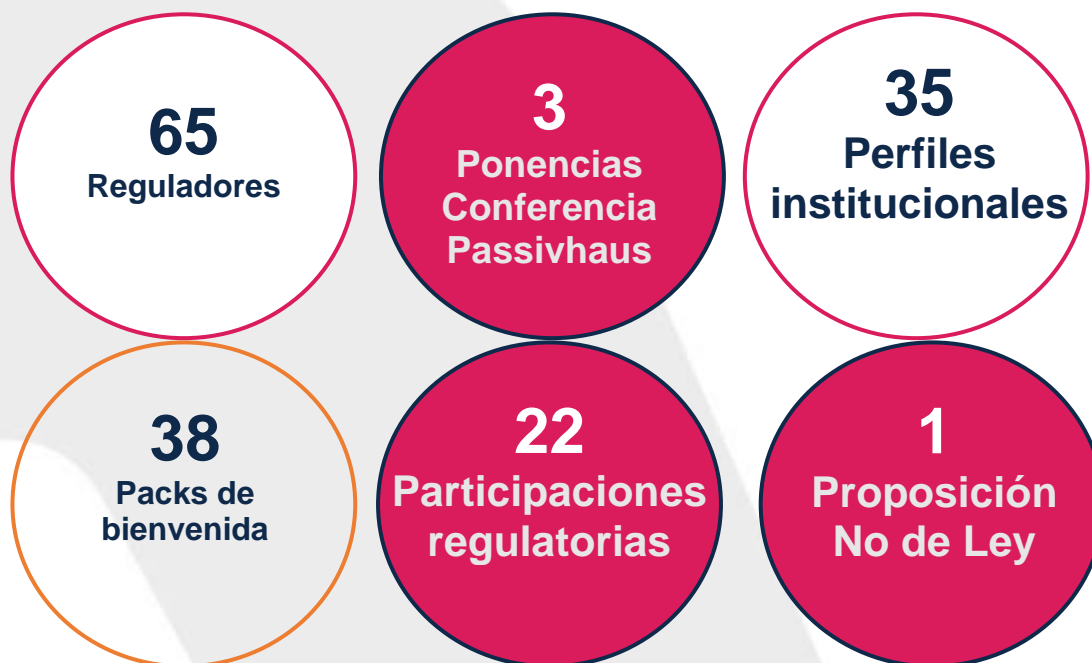 65
Reguladores
3
Ponencias
Conferencia
Passivhaus
35
Perfiles
institucionales
38
Packs de
bienvenida
22
Participaciones
regulatorias
1
Proposición
No de Ley